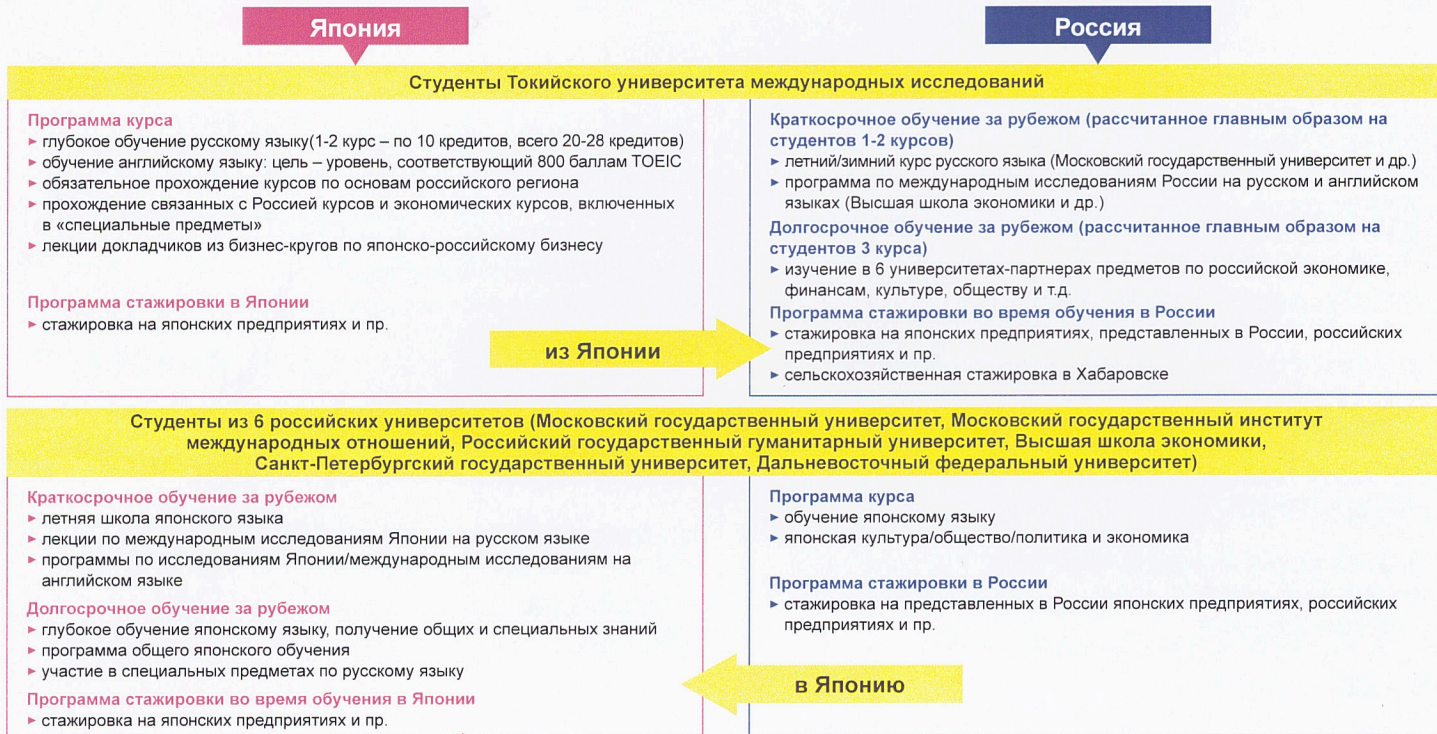 Япония
Россия
Студенты Токийского университета международных исследований
Программа курса
► глубокое обучение русскому языку(1-2 курс – по 10 кредитов, всего 20-28 кредитов)
► обучение английскому языку: цель – уровень, соответствующий 800 баллам TOEIC
► обязательное прохождение курсов по основам российского региона
► прохождение связанных с Россией курсов и экономических курсов, включенных
в «специальные предметы»
► лекции докладчиков из бизнес-кругов по японско-российскому бизнесу
Программа стажировки в Японии
► стажировка на японских предприятиях и пр.
из Японии
Краткосрочное обучение за рубежом (рассчитанное главным образом на
студентов 1-2 курсов)
► летний/зимний курс русского языка (Московский государственный университет и др.)
► программа по международным исследованиям России на русском и английском
языках (Высшая школа экономики и др.)
Долгосрочное обучение за рубежом (рассчитанное главным образом на
студентов 3 курса)
► изучение в 6 университетах-партнерах предметов по российской экономике,
финансам, культуре, обществу и т.д.
Программа стажировки во время обучения в России
► стажировка на японских предприятиях, представленных в России, российских
предприятиях и пр.
► сельскохозяйственная стажировка в Хабаровске
Студенты из 6 российских университетов (Московский государственный университет, Московский государственный институт
международных отношений, Российский государственный гуманитарный университет, Высшая школа экономики,
Санкт-Петербургский государственный университет, Дальневосточный федеральный университет)
Краткосрочное обучение за рубежом
► летняя школа японского языка
► лекции по международным исследованиям Японии на русском языке
► программы по исследованиям Японии/международным исследованиям на
английском языке
Долгосрочное обучение за рубежом
► глубокое обучение японскому языку, получение общих и специальных знаний
► программа общего японского обучения
► участие в специальных предметах по русскому языку
Программа стажировки во время обучения в Японии
► стажировка на японских предприятиях и пр.
в Японию
Программа курса
► обучение японскому языку
► японская культура/общество/политика и экономика
Программа стажировки в России
► стажировка на представленных в России японских предприятиях, российских
предприятиях и пр.